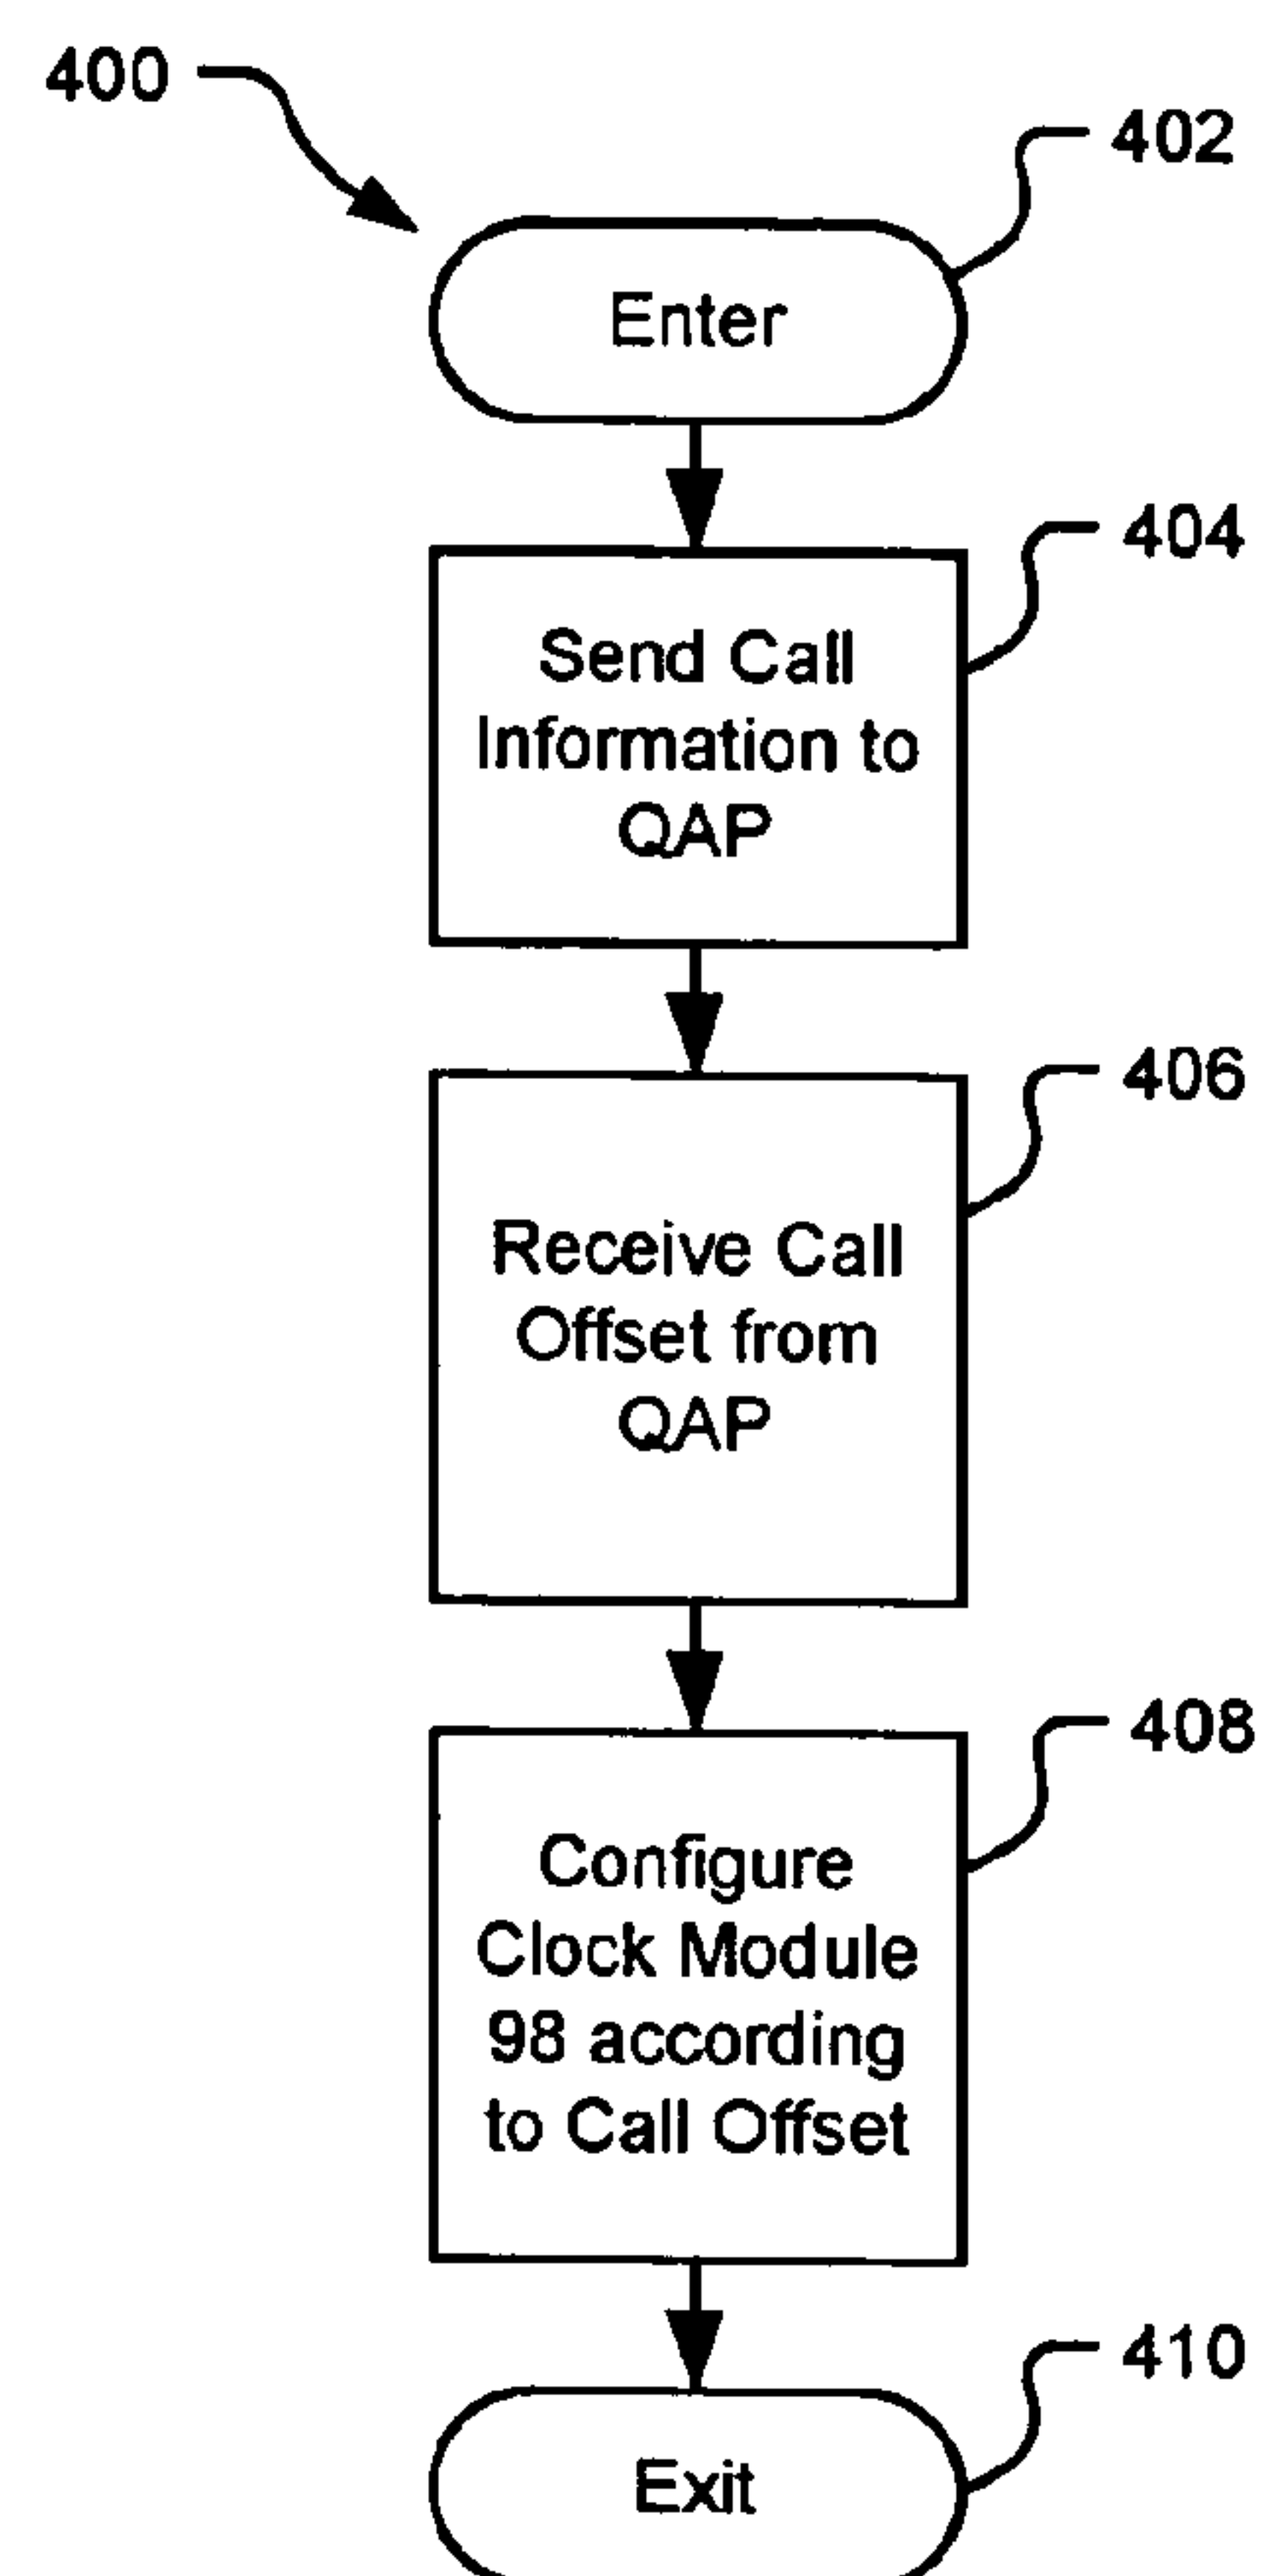 400
402
Enter
404
Send Call
Information to
QAP
406
Receive Call
Offset from
QAP
408
Configure
Clock Module
98 according
to Call Offset
410
Exit